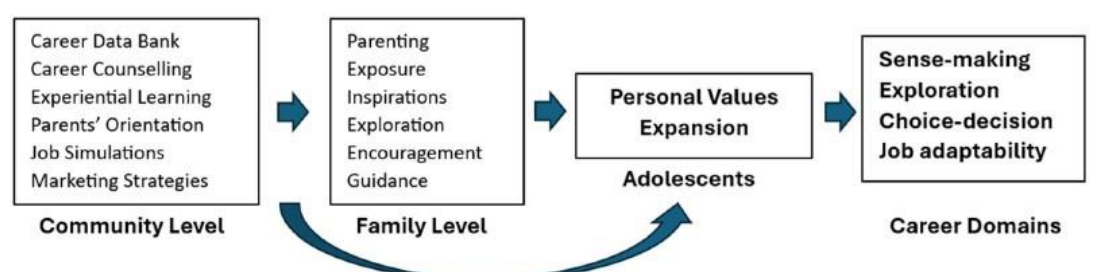 Career Data Bank
Career Counselling
Experiential Learning
Parents' Orientation
Job Simulations
Marketing Strategies
Community Level
Parenting
Exposure
Inspirations
Exploration
Encouragement
Guidance
Family Level
Personal Values
Expansion
Adolescents
Sense-making
Exploration
Choice-decision
Job adaptability
Career Domains